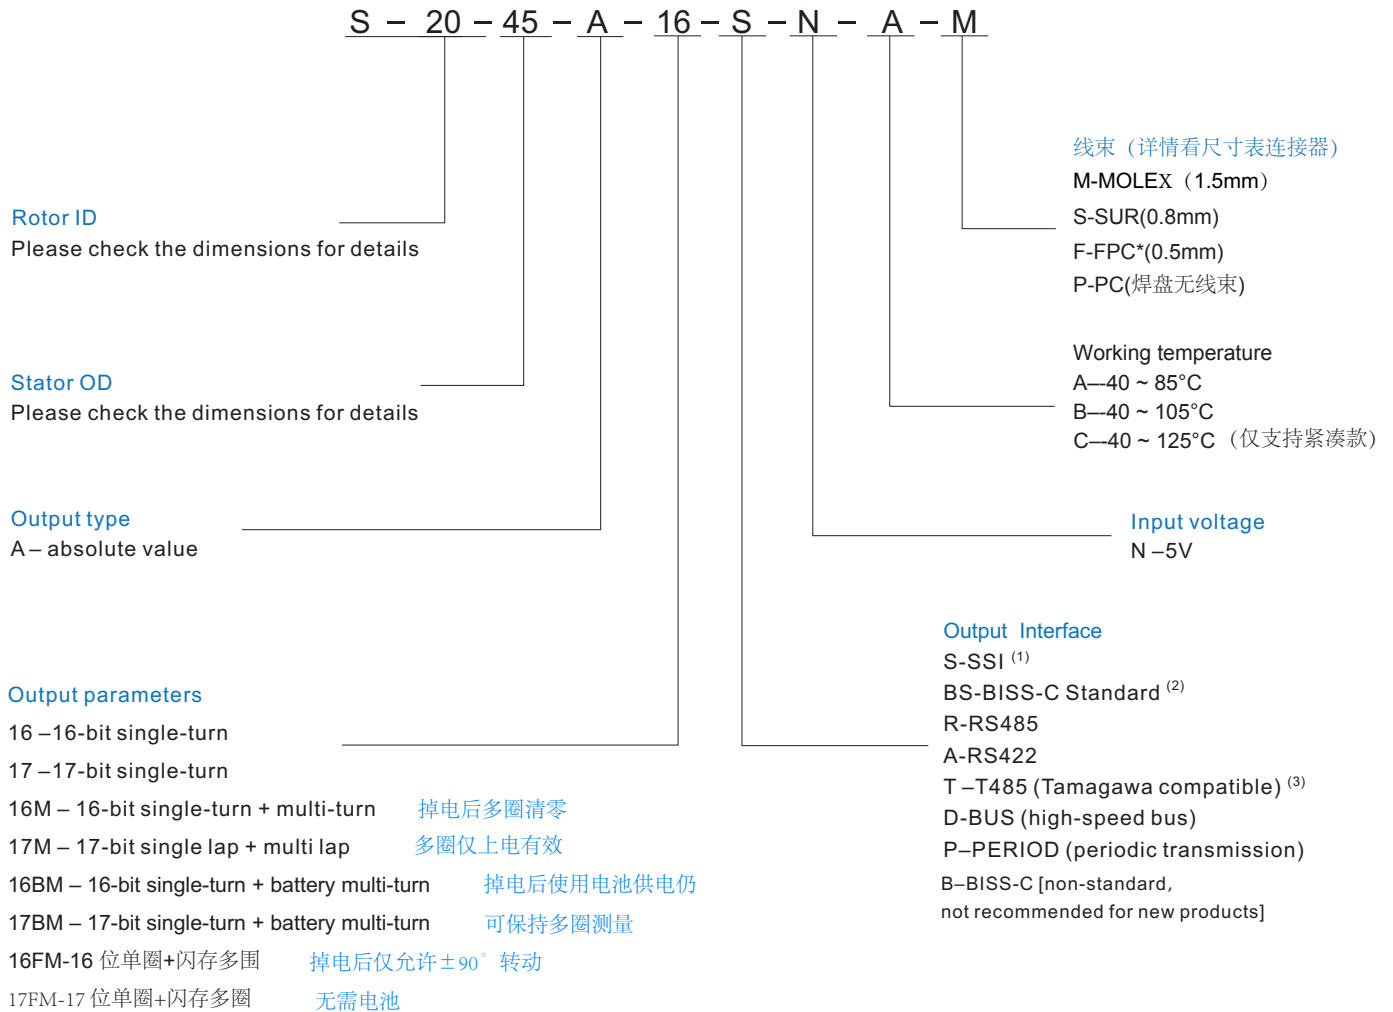 S – 20 – 45 – A – 16 – S – N – A – M
线束（详情看尺寸表连接器）
M-MOLEX（1.5mm）
S-SUR(0.8mm)
F-FPC*(0.5mm)
P-PC(焊盘无线束)
Rotor ID
Please check the dimensions for details
Working temperature
A—-40 ~ 85°C
B—-40 ~ 105°C
C—-40 ~ 125°C（仅支持紧凑款）
Stator OD
Please check the dimensions for details
Output type
A – absolute value
Input voltage
N –5V
Output Interface
S-SSI (1)
BS-BISS-C Standard (2)
R-RS485
A-RS422
T –T485 (Tamagawa compatible) (3)
D-BUS (high-speed bus)
P–PERIOD (periodic transmission)
B–BISS-C [non-standard,
not recommended for new products]
Output parameters
16 –16-bit single-turn
17 –17-bit single-turn
16M – 16-bit single-turn + multi-turn 掉电后多圈清零
17M – 17-bit single lap + multi lap 多圈仅上电有效
16BM – 16-bit single-turn + battery multi-turn 掉电后使用电池供电仍
17BM – 17-bit single-turn + battery multi-turn 可保持多圈测量
16FM-16 位单圈+闪存多围 掉电后仅允许±90°转动
17FM-17 位单圈+闪存多圈 无需电池